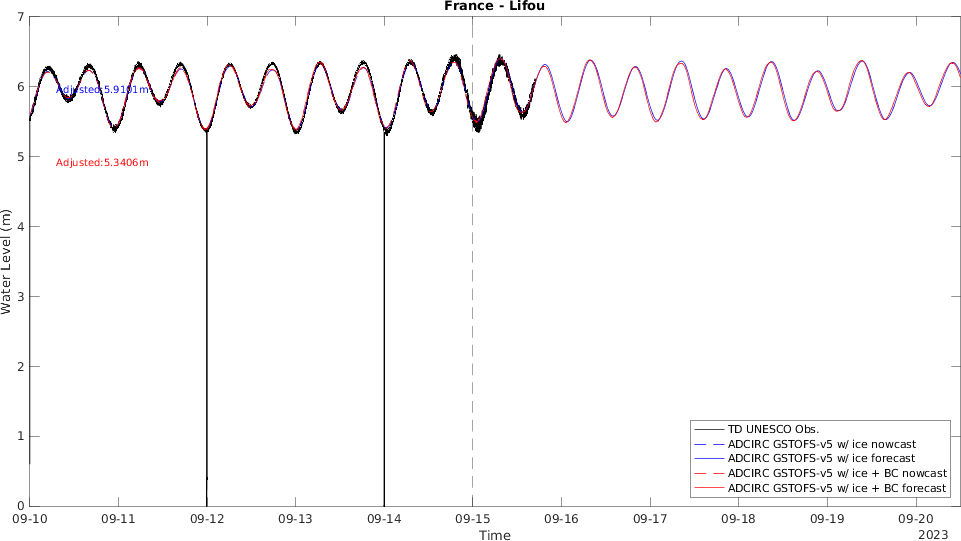 France - Lifou
7
6
5
4
3
2
1
0
Water Level (m)
Adjusted:5.9101m
Adjusted:5.3406m
TD UNESCO Obs.
ADCIRC GSTOFS-v5 w/ ice nowcast
ADCIRC GSTOFS-v5 w/ ice forecast
ADCIRC GSTOFS-v5 w/ ice + BC nowcast
ADCIRC GSTOFS-v5 w/ ice + BC forecast
09-10 09-11 09-12 09-13 09-14 09-15 09-16 09-17 09-18 09-19 09-20
Time
2023